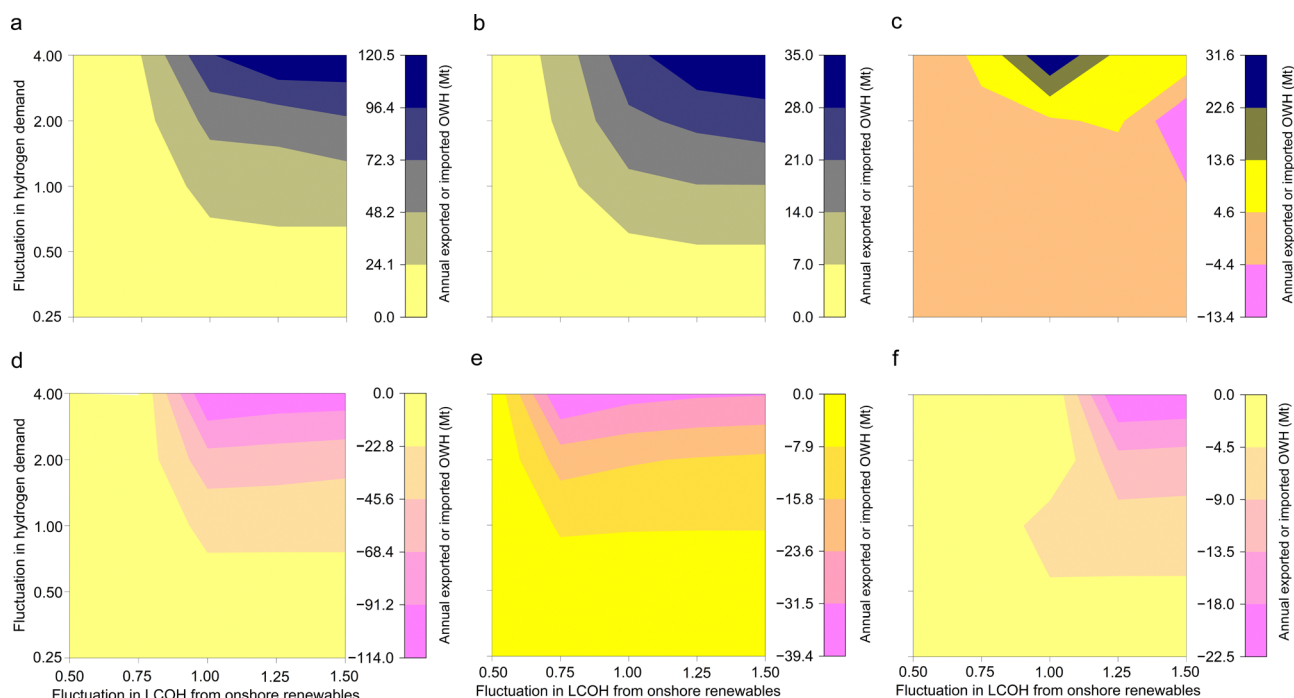 a
b
c
4.00
2.00
1.00
0.50
0.25
Fluctuation in hydrogen demand
120.5
96.4
72.3
48.2
24.1
0.0
Annual exported or imported OWH (Mt)
35.0
28.0
21.0
14.0
7.0
0.0
Annual exported or imported OWH (Mt)
31.6
22.6
13.6
4.6
−4.4
−13.4
Annual exported or imported OWH (Mt)
d
e
f
4.00
2.00
1.00
0.50
0.25
Fluctuation in hydrogen demand
0.0
−22.8
−45.6
−68.4
−91.2
−114.0
Annual exported or imported OWH (Mt)
0.0
−7.9
−15.8
−23.6
−31.5
−39.4
Annual exported or imported OWH (Mt)
0.0
−4.5
−9.0
−13.5
−18.0
−22.5
Annual exported or imported OWH (Mt)
0.50 0.75 1.00 1.25 1.50
0.50 0.75 1.00 1.25 1.50
0.50 0.75 1.00 1.25 1.50
Fluctuation in LCOH from onshore renewables
Fluctuation in LCOH from onshore renewables
Fluctuation in LCOH from onshore renewables